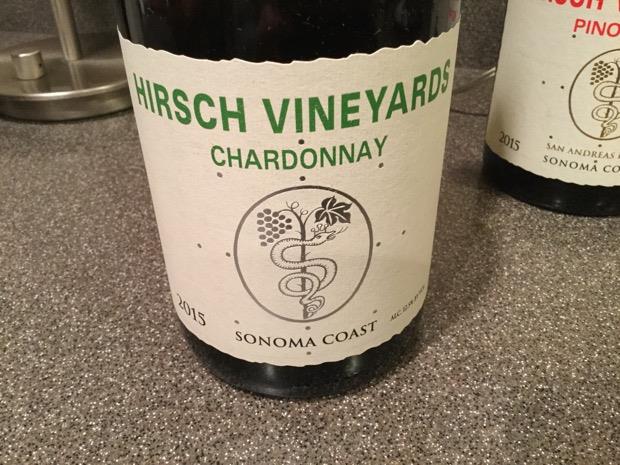 HIRSCH VINEYARDS
CHARDONNAY
2015
SONOMA COAST
PINO
2015
SAN ANDREAS
SONOMA CO